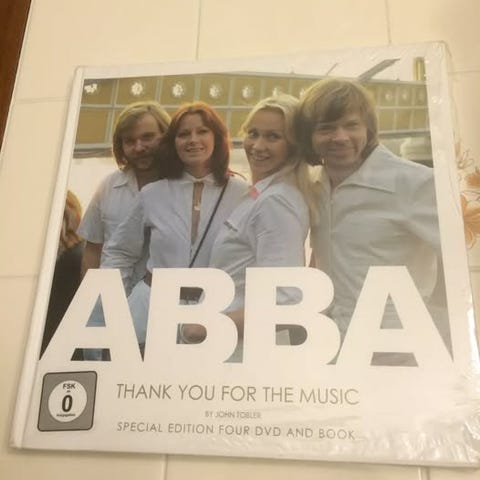 ABBA
FSK
0
THANK YOU FOR THE MUSIC
BY JOHN TOBLER
SPECIAL EDITION FOUR DVD AND BOOK